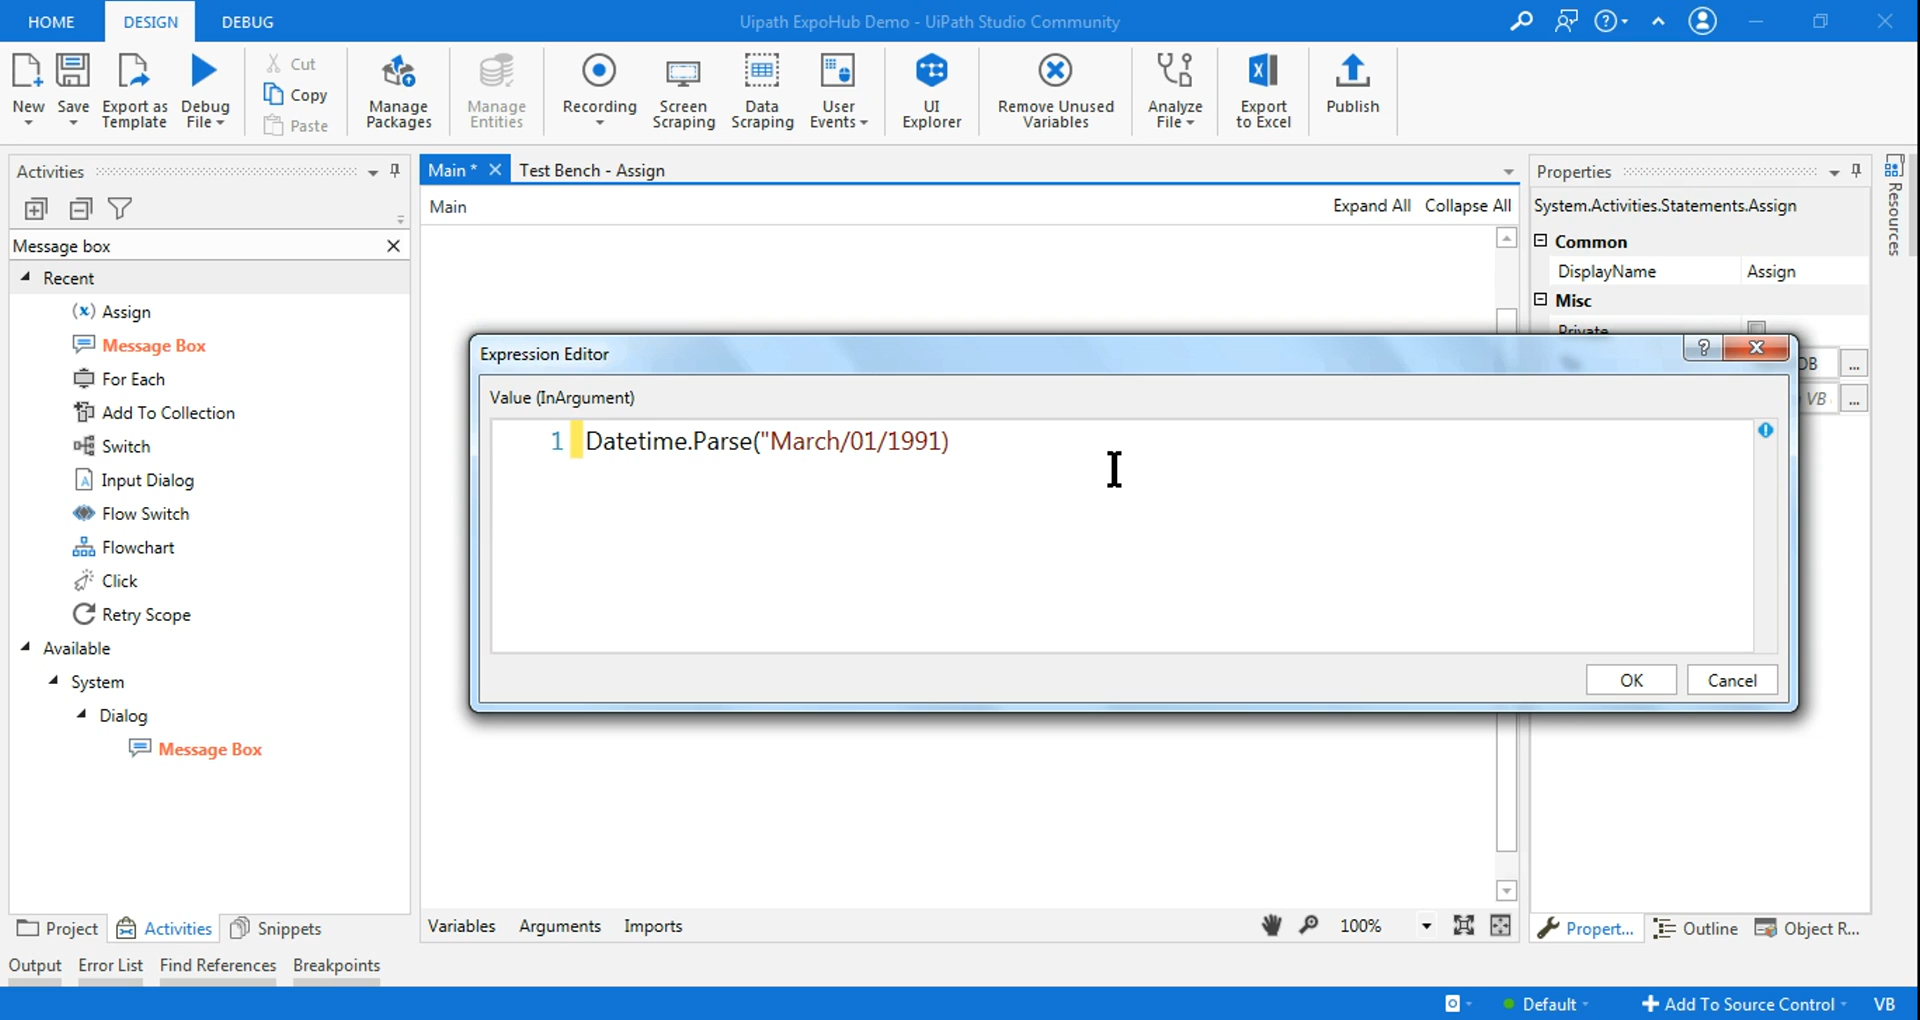 HOME DESIGN DEBUG
Uipath ExpoHub Demo - UiPath Studio Community
New
Save
Export as Template
Debug File
Cut
Copy
Paste
Manage Packages
Manage Entities
Recording
Screen Scraping
Data Scraping
User Events
UI Explorer
Remove Unused Variables
Analyze File
Export to Excel
Publish
Activities
Message box
Recent
(x) Assign
Message Box
For Each
Add To Collection
Switch
Input Dialog
Flow Switch
Flowchart
Click
Retry Scope
Available
System
Dialog
Message Box
Project Activities Snippets
Main * Test Bench - Assign
Main Expand All Collapse All
Expression Editor
Value (InArgument)
1 Datetime.Parse("March/01/1991)
OK Cancel
Variables Arguments Imports 100%
Properties
System.Activities.Statements.Assign
Common
DisplayName Assign
Misc
Private
DB ...
VB ...
Resources
Propert... Outline Object R...
Output Error List Find References Breakpoints
Default Add To Source Control VB